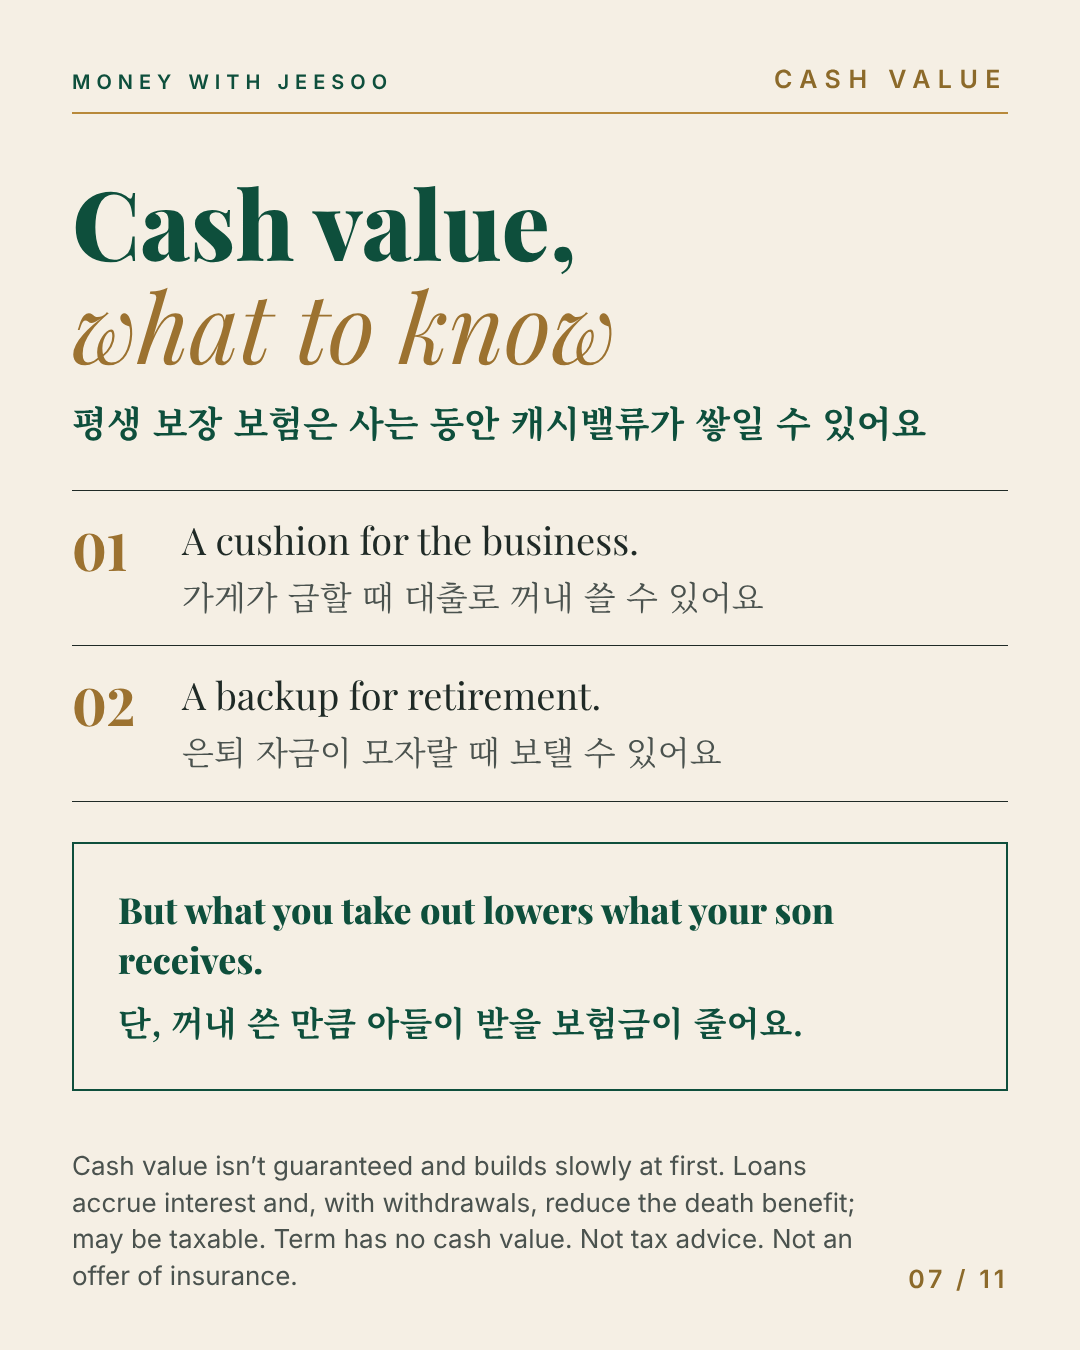 MONEY WITH JEESOO
CASH VALUE
Cash value,
what to know
평생 보장 보험은 사는 동안 캐시밸류가 쌓일 수 있어요
01
A cushion for the business.
가게가 급할 때 대출로 꺼내 쓸 수 있어요
02
A backup for retirement.
은퇴 자금이 모자랄 때 보탤 수 있어요
But what you take out lowers what your son
receives.
단, 꺼내 쓴 만큼 아들이 받을 보험금이 줄어요.
Cash value isn’t guaranteed and builds slowly at first. Loans
accrue interest and, with withdrawals, reduce the death benefit;
may be taxable. Term has no cash value. Not tax advice. Not an
offer of insurance.
07 / 11